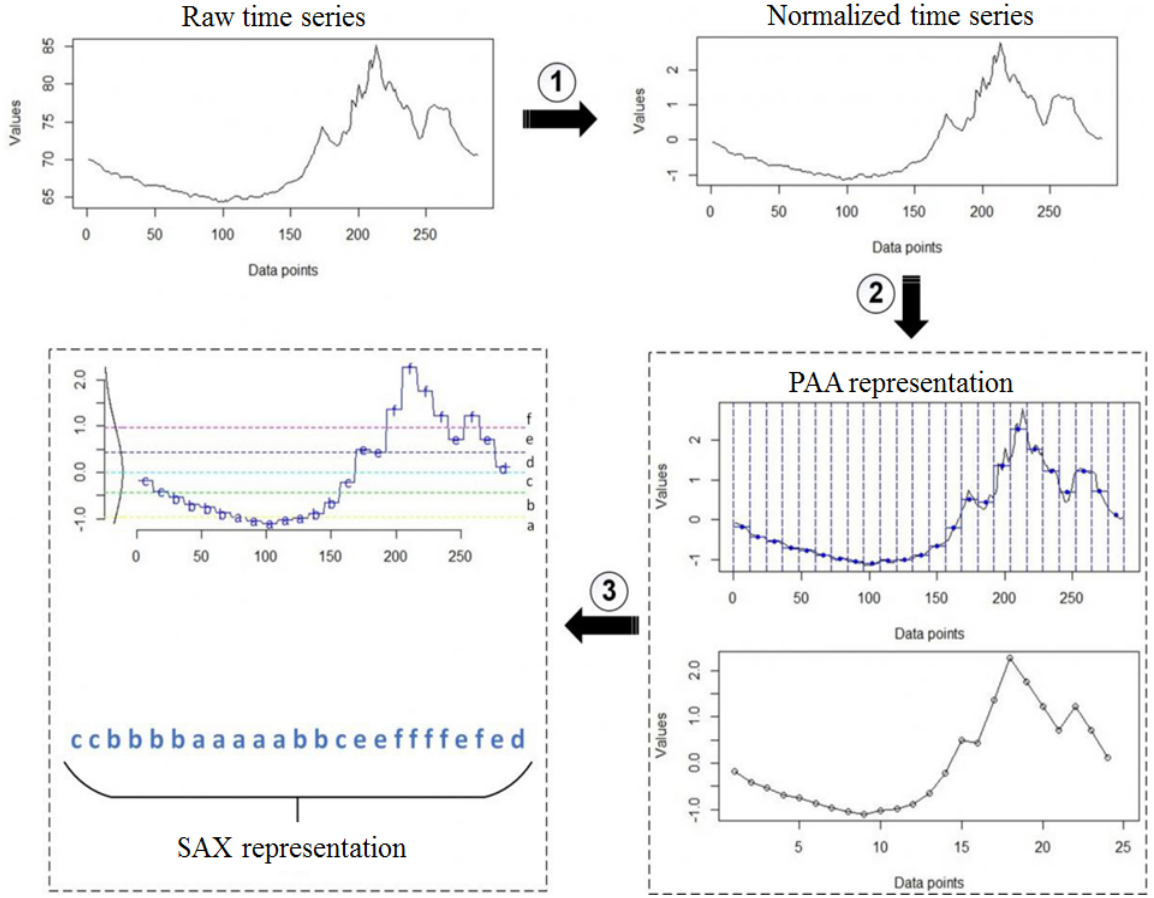 Raw time series
Normalized time series
85
80
75
70
65
Values
0 50 100 150 200 250
Data points
1
2
1
0
-1
Values
0 50 100 150 200 250
Data points
2
PAA representation
2
1
0
-1
Values
0 50 100 150 200 250
Data points
2.0
1.0
0.0
-1.0
Values
5 10 15 20 25
Data points
3
2.0
1.0
0.0
-1.0
f
e
d
c
b
a
c c b b b b a a a a a b b c e e f f f f e f e d
0 50 100 150 200 250
c c b b b b a a a a a b b c e e f f f f e f e d
SAX representation